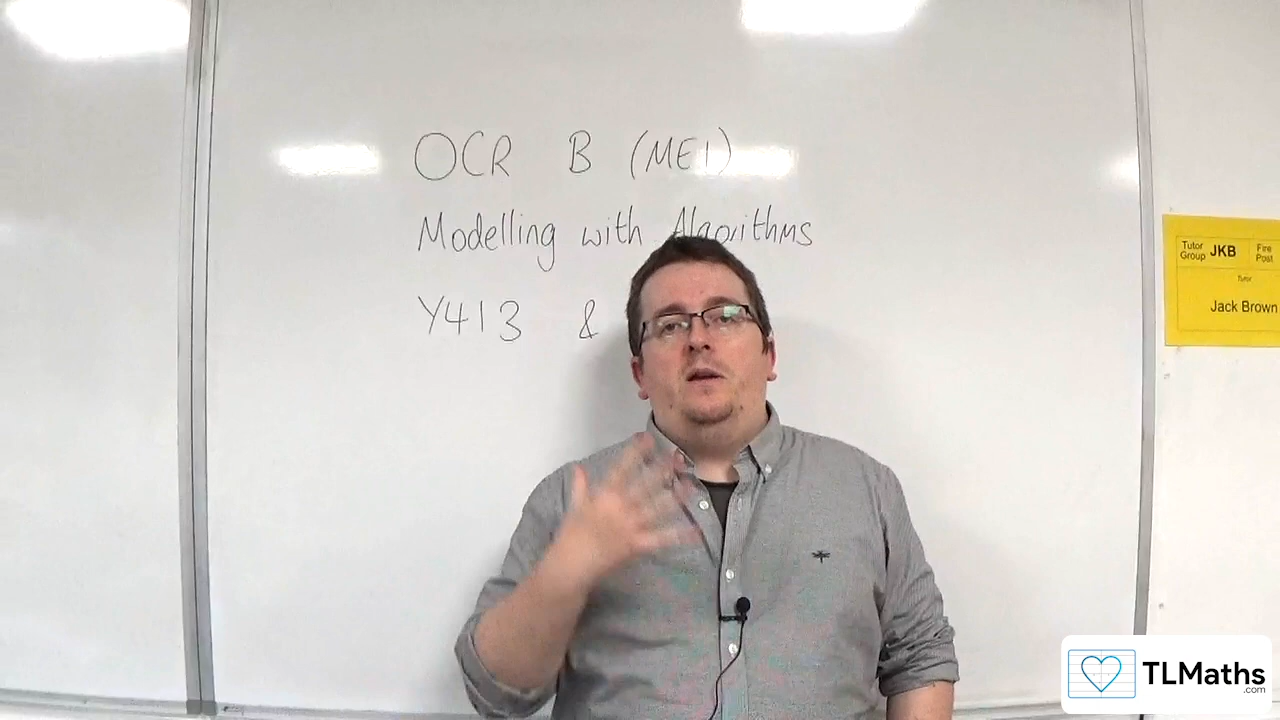 OCR B (MEI)
Modelling with Algorithms
Y413 &
Tutor Group JKB Fire Post
Tutor
Jack Brown
TLMaths
.com